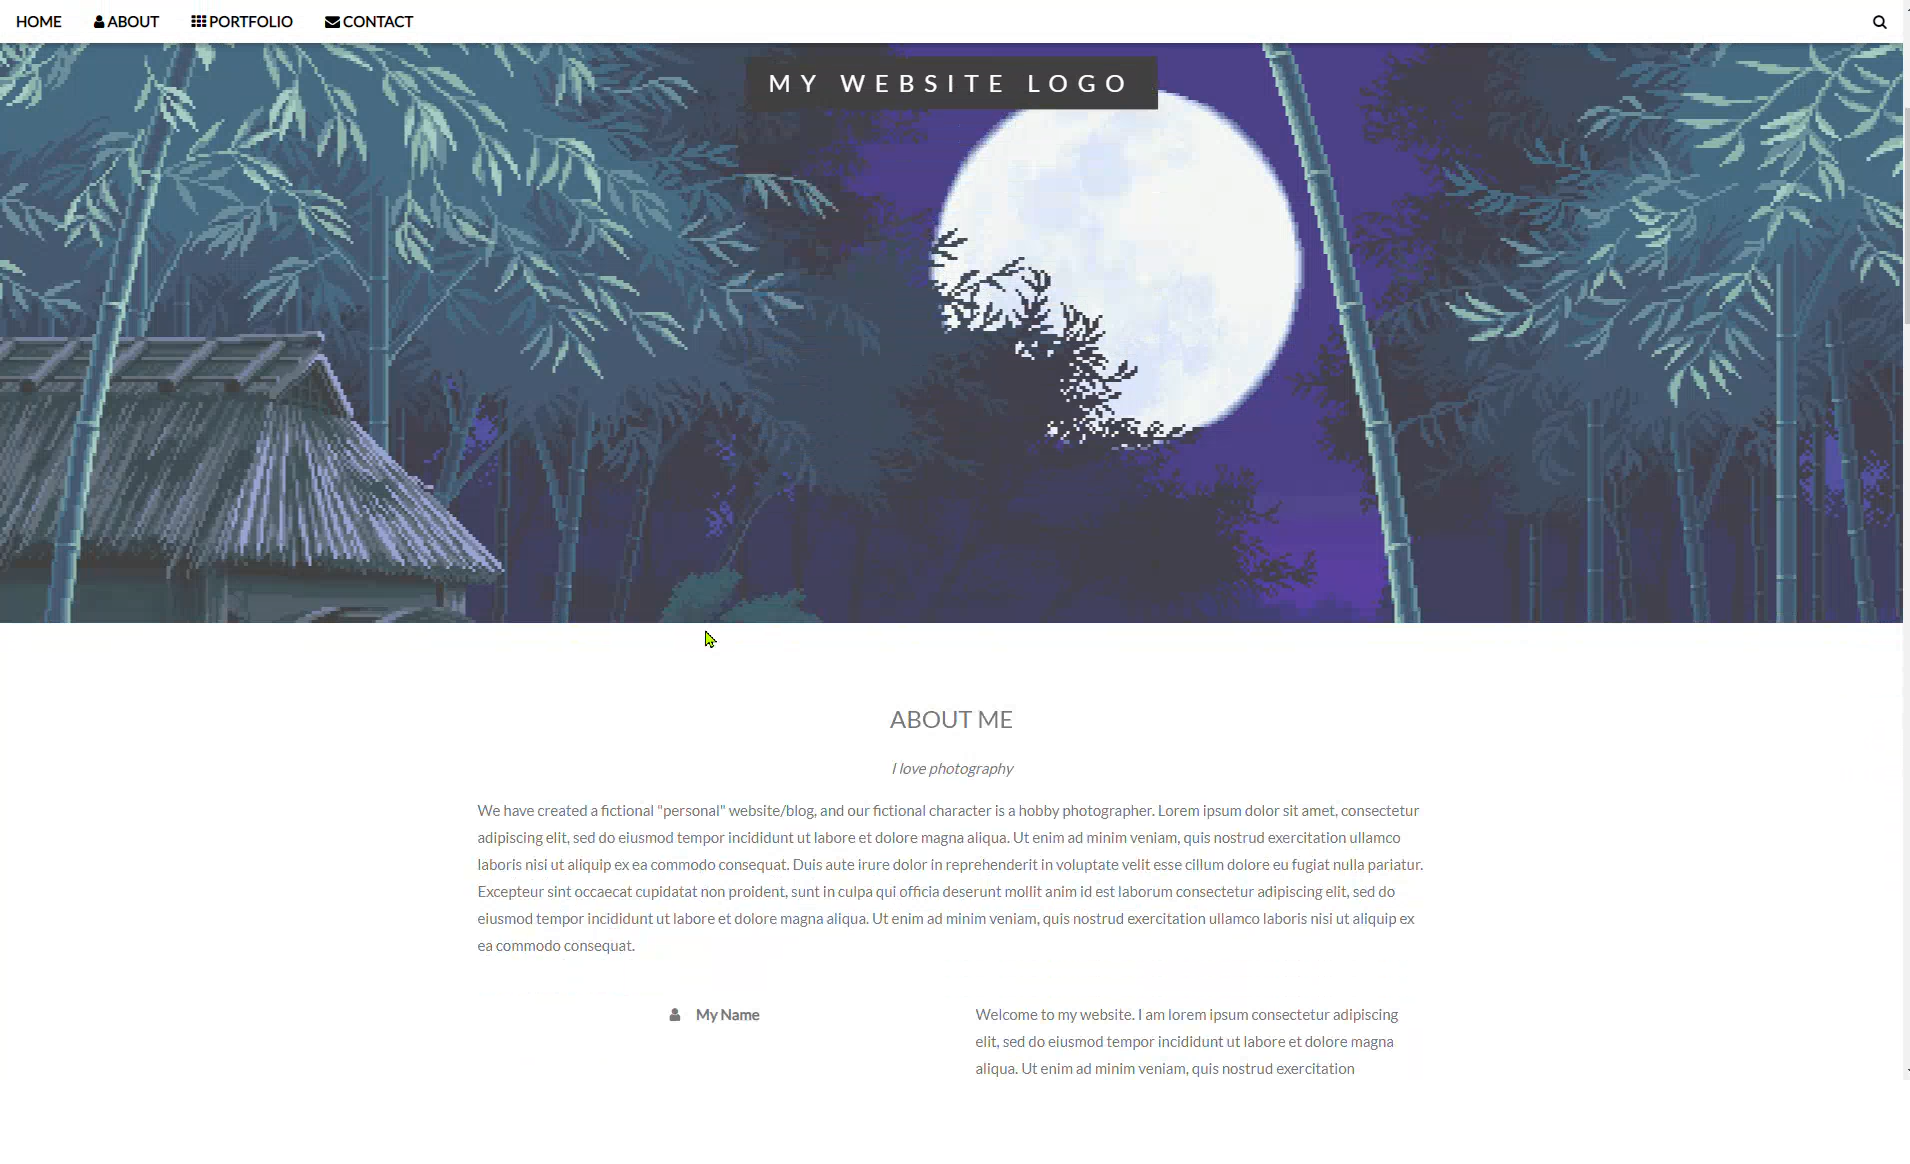 HOME ABOUT PORTFOLIO CONTACT
MY WEBSITE LOGO
ABOUT ME
I love photography
We have created a fictional "personal" website/blog, and our fictional character is a hobby photographer. Lorem ipsum dolor sit amet, consectetur
adipiscing elit, sed do eiusmod tempor incididunt ut labore et dolore magna aliqua. Ut enim ad minim veniam, quis nostrud exercitation ullamco
laboris nisi ut aliquip ex ea commodo consequat. Duis aute irure dolor in reprehenderit in voluptate velit esse cillum dolore eu fugiat nulla pariatur.
Excepteur sint occaecat cupidatat non proident, sunt in culpa qui officia deserunt mollit anim id est laborum consectetur adipiscing elit, sed do
eiusmod tempor incididunt ut labore et dolore magna aliqua. Ut enim ad minim veniam, quis nostrud exercitation ullamco laboris nisi ut aliquip ex
ea commodo consequat.
My Name
Welcome to my website. I am lorem ipsum consectetur adipiscing
elit, sed do eiusmod tempor incididunt ut labore et dolore magna
aliqua. Ut enim ad minim veniam, quis nostrud exercitation